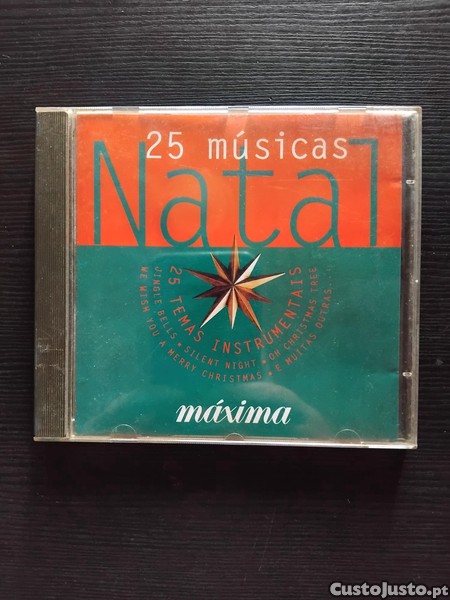 25 músicas
Natal
25 TEMAS INSTRUMENTAIS
JINGLE BELLS • SILENT NIGHT • OH CHRISTMAS TREE
WE WISH YOU A MERRY CHRISTMAS • E MUITAS OUTRAS...
máxima
CustoJusto.pt